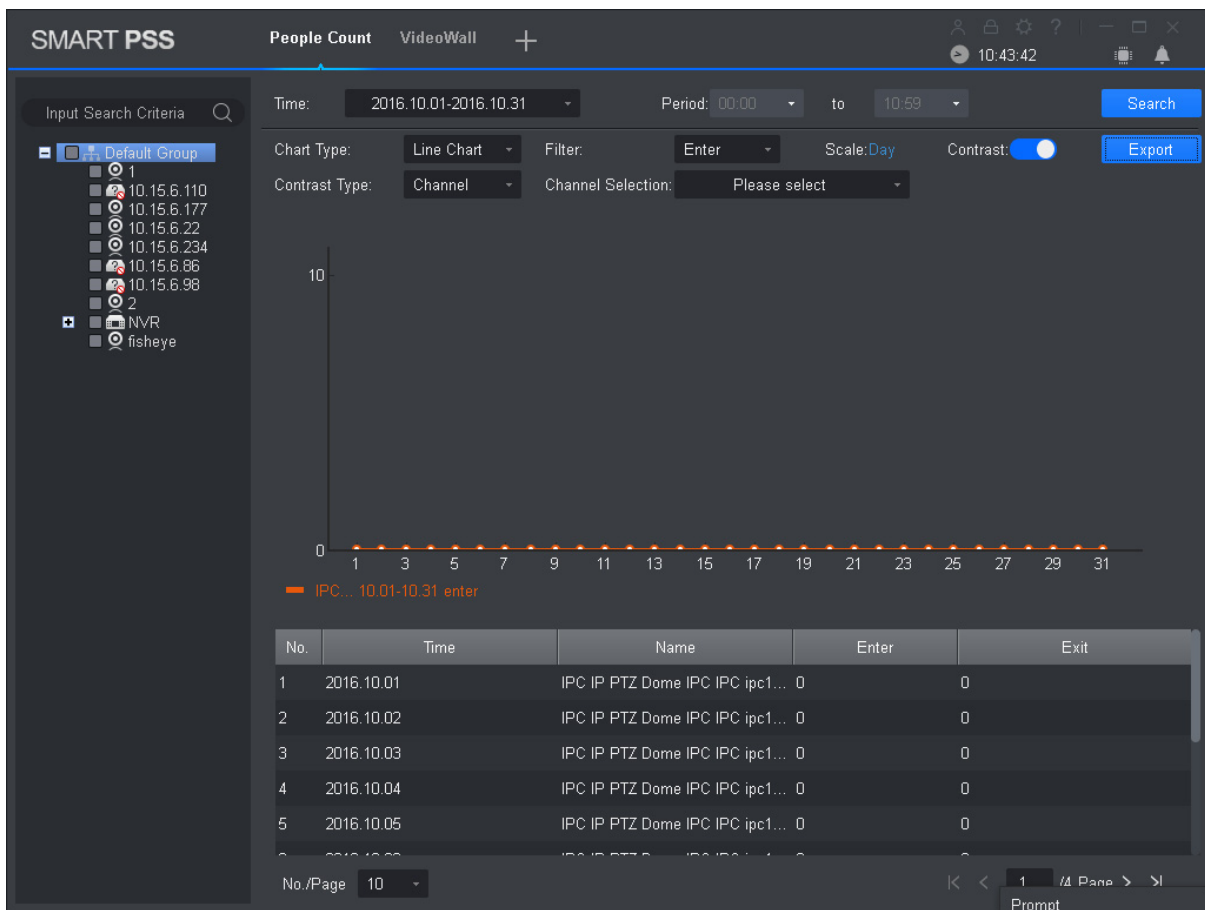 SMART PSS
People Count VideoWall
10:43:42
Input Search Criteria
Default Group
1
10.15.6.110
10.15.6.177
10.15.6.22
10.15.6.234
10.15.6.86
10.15.6.98
2
NVR
fisheye
Time: 2016.10.01-2016.10.31 Period: 00:00 to 10:59 Search
Chart Type: Line Chart Filter: Enter Scale:Day Contrast: Export
Contrast Type: Channel Channel Selection: Please select
10
0
1 3 5 7 9 11 13 15 17 19 21 23 25 27 29 31
IPC... 10.01-10.31 enter
No. Time Name Enter Exit
1 2016.10.01 IPC IP PTZ Dome IPC IPC ipc1... 0 0
2 2016.10.02 IPC IP PTZ Dome IPC IPC ipc1... 0 0
3 2016.10.03 IPC IP PTZ Dome IPC IPC ipc1... 0 0
4 2016.10.04 IPC IP PTZ Dome IPC IPC ipc1... 0 0
5 2016.10.05 IPC IP PTZ Dome IPC IPC ipc1... 0 0
No./Page 10 1 /4 Page
Prompt